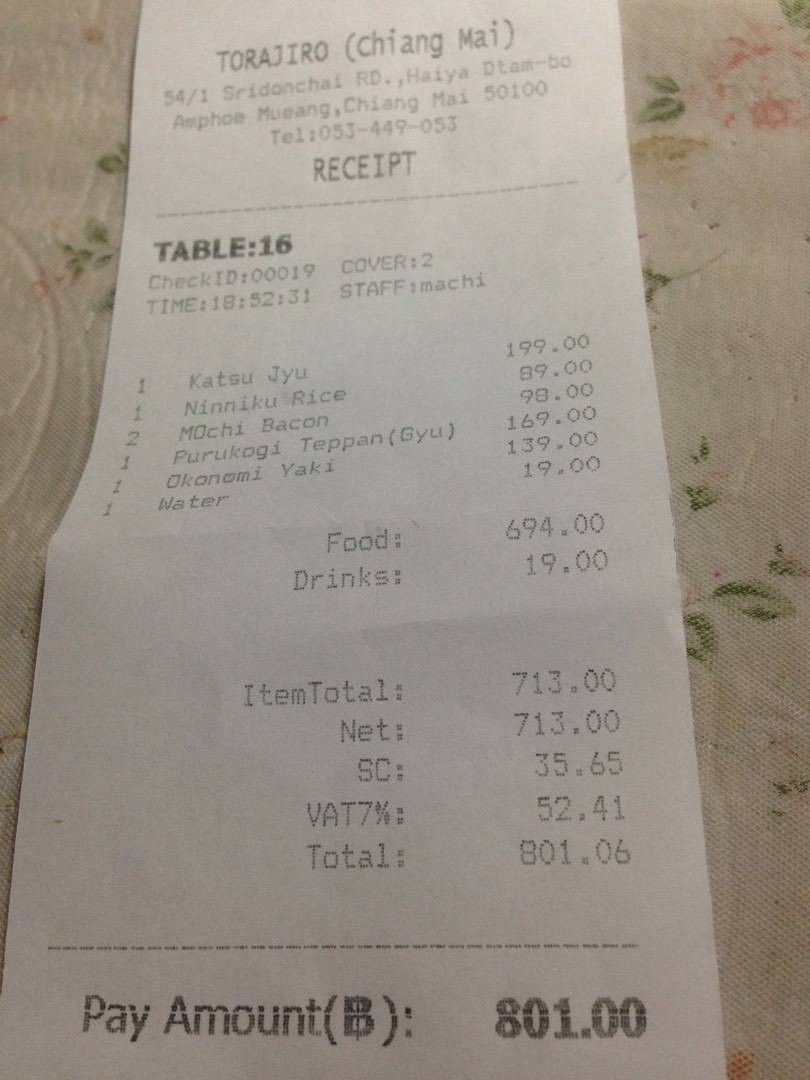 TORAJIRO (Chiang Mai)
54/1 Sridonchai RD.,Haiya Dtam-bo
Amphoe Mueang,Chiang Mai 50100
Tel:053-449-053
RECEIPT
TABLE:16
CheckID:00019 COVER:2
TIME:18:52:31 STAFF:machi
1 Katsu Jyu 199.00
1 Ninniku Rice 89.00
2 MOchi Bacon 98.00
1 Purukogi Teppan(Gyu) 169.00
1 Okonomi Yaki 139.00
1 Water 19.00
Food: 694.00
Drinks: 19.00
ItemTotal: 713.00
Net: 713.00
SC: 35.65
VAT7%: 52.41
Total: 801.06
Pay Amount(฿): 801.00